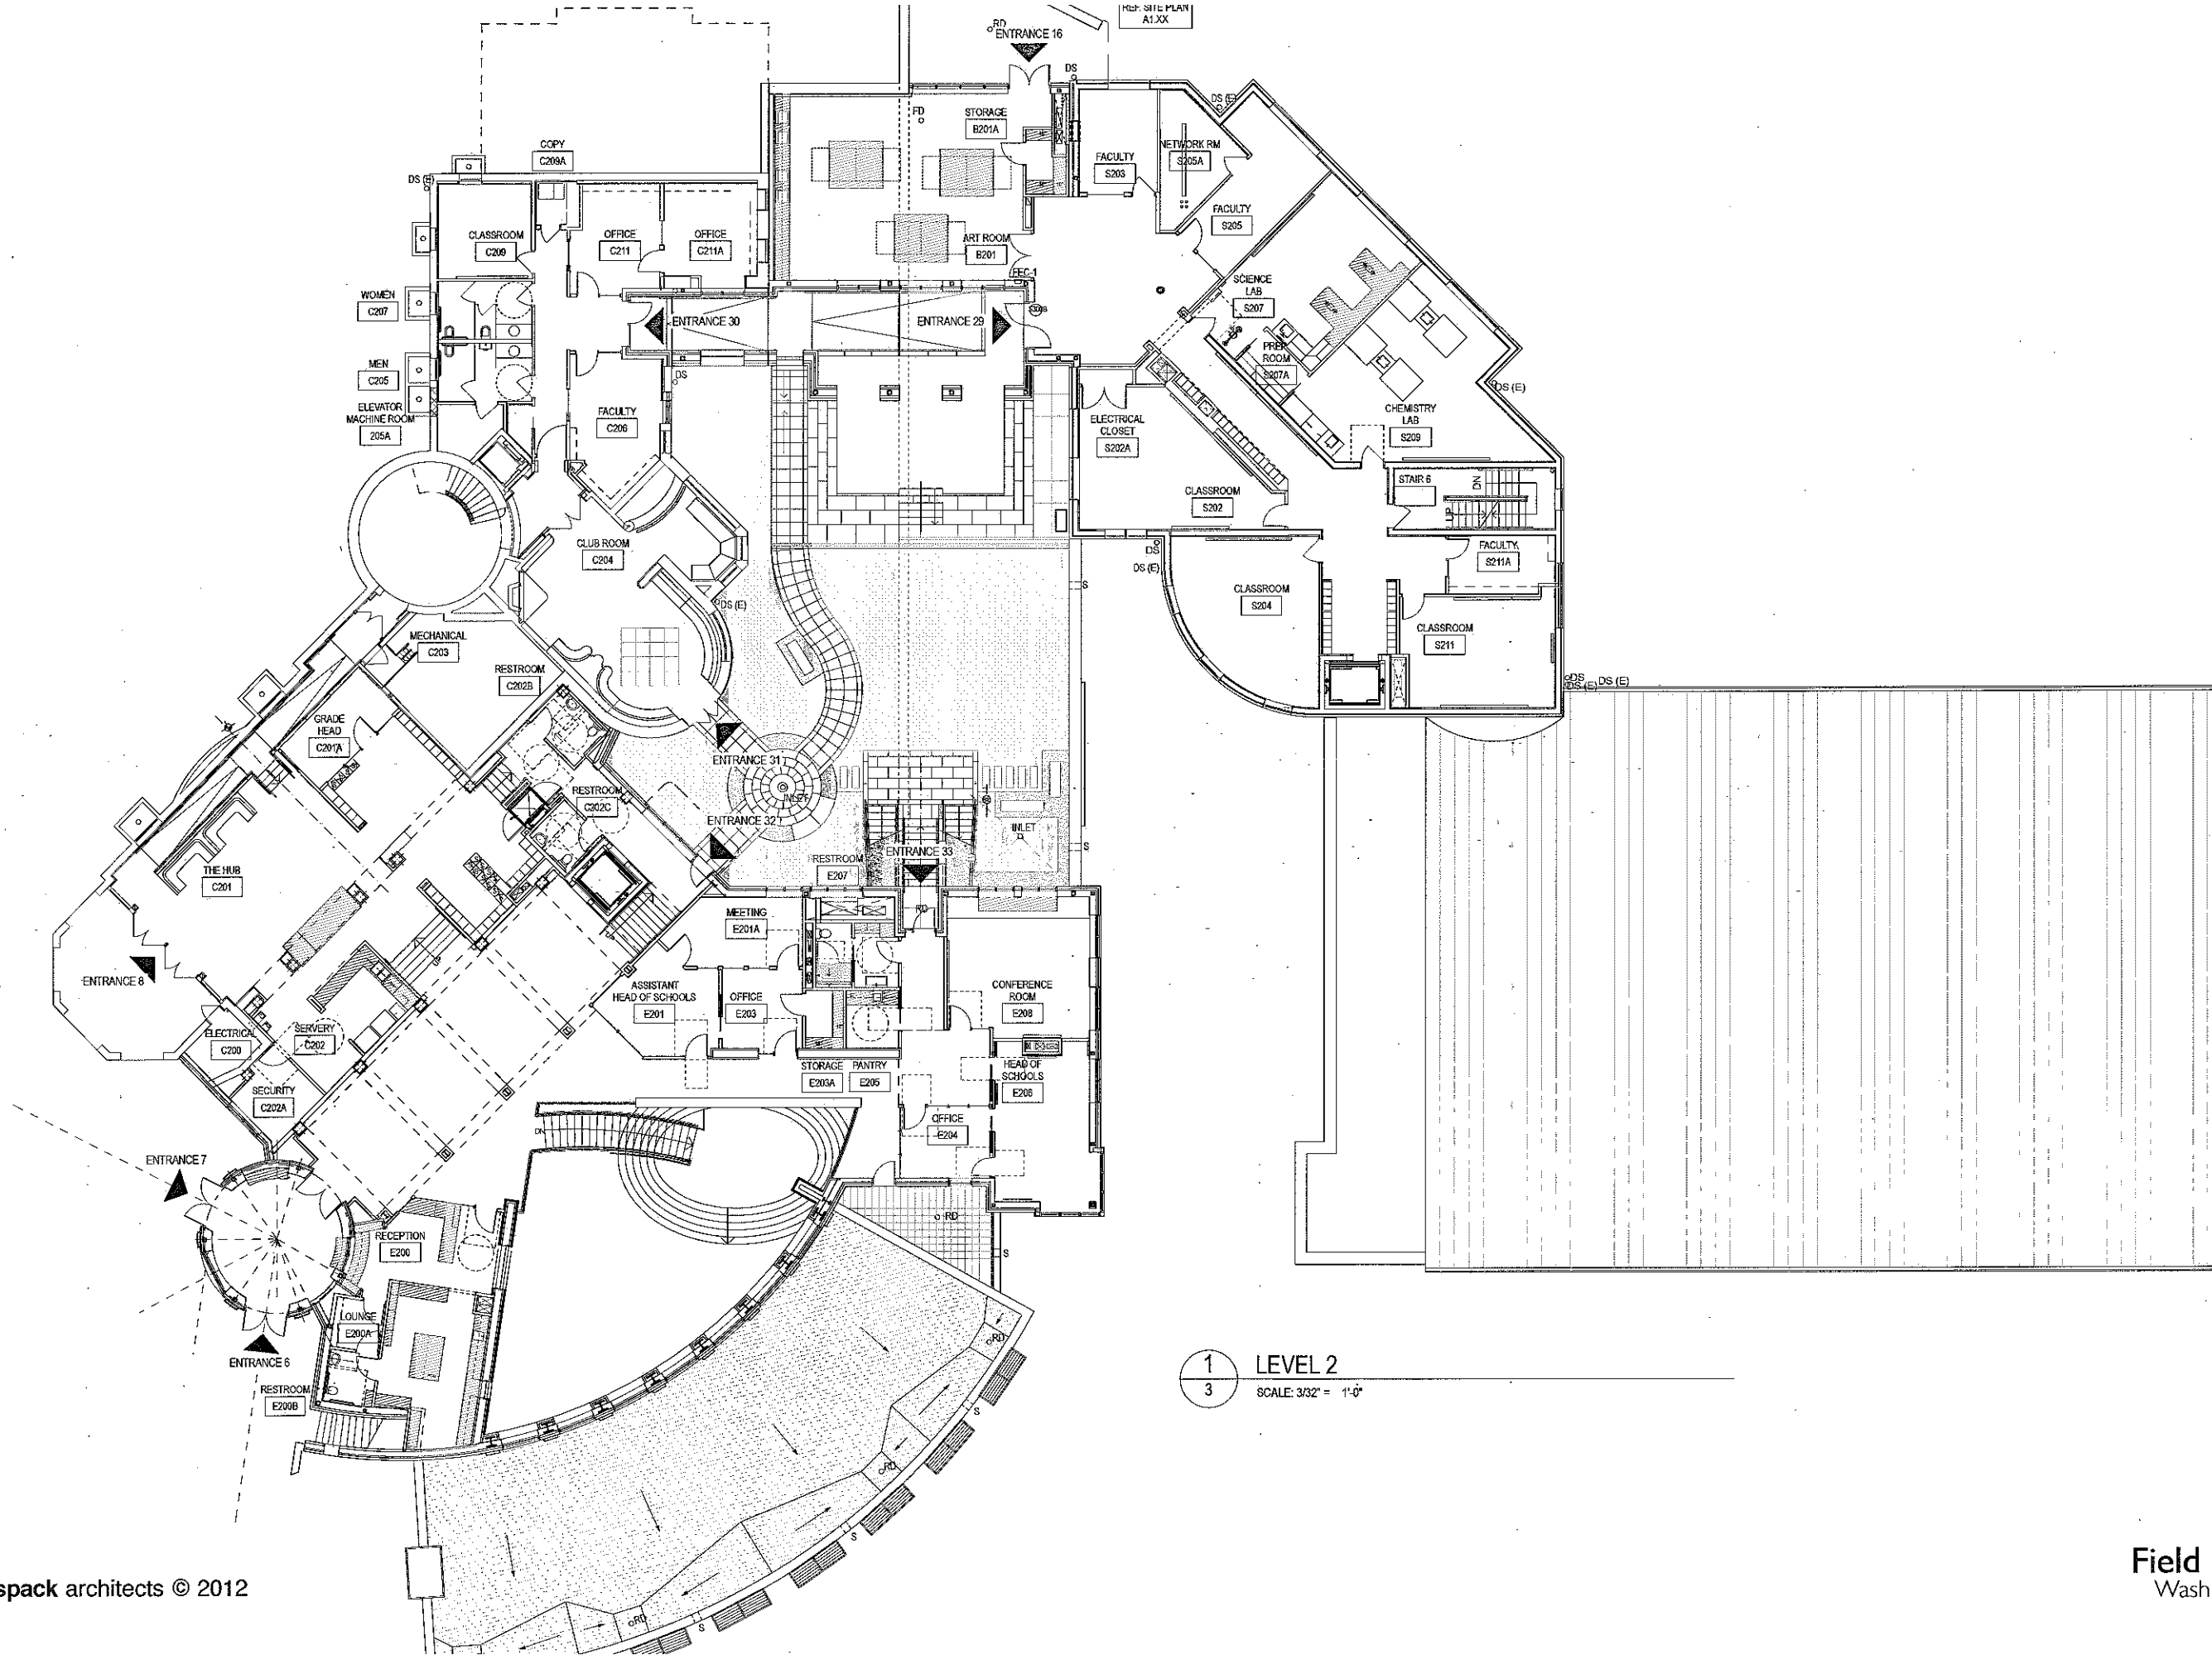 REF. SITE PLAN
A1.XX
RD
ENTRANCE 16
DS
DS (E)
FD
STORAGE
B201A
COPY
C209A
DS (E)
FACULTY
S203
NETWORK RM
S205A
CLASSROOM
C209
OFFICE
C211
OFFICE
C211A
ART ROOM
B201
FACULTY
S205
FEC-1
WOMEN
C207
ENTRANCE 30
ENTRANCE 29
SCIENCE
LAB
S207
PREP
ROOM
S207A
MEN
C205
DS
DS (E)
ELEVATOR
MACHINE ROOM
205A
FACULTY
C206
ELECTRICAL
CLOSET
S202A
CHEMISTRY
LAB
S209
CLASSROOM
S202
STAIR 6
DN
UP
CLUB ROOM
C204
DS
DS (E)
FACULTY
S211A
S
CLASSROOM
S204
DS (E)
CLASSROOM
S211
MECHANICAL
C203
RESTROOM
C202B
DS
DS (E)
DS (E)
GRADE
HEAD
C201A
ENTRANCE 31
RESTROOM
C202C
INLET
ENTRANCE 32
INLET
S
THE HUB
C201
RESTROOM
E207
ENTRANCE 33
MEETING
E201A
RD
ENTRANCE 8
ASSISTANT
HEAD OF SCHOOLS
E201
OFFICE
E203
CONFERENCE
ROOM
E208
ELECTRICAL
C200
SERVERY
C202
SECURITY
C202A
STORAGE
E203A
PANTRY
E205
HEAD OF
SCHOOLS
E206
OFFICE
E204
DN
ENTRANCE 7
RD
RECEPTION
E200
S
LOUNGE
E200A
RD
ENTRANCE 6
RESTROOM
E200B
1
3
LEVEL 2
SCALE: 3/32" = 1'-0"
S
RD
S
RD
S
spack architects © 2012
Field
Wash